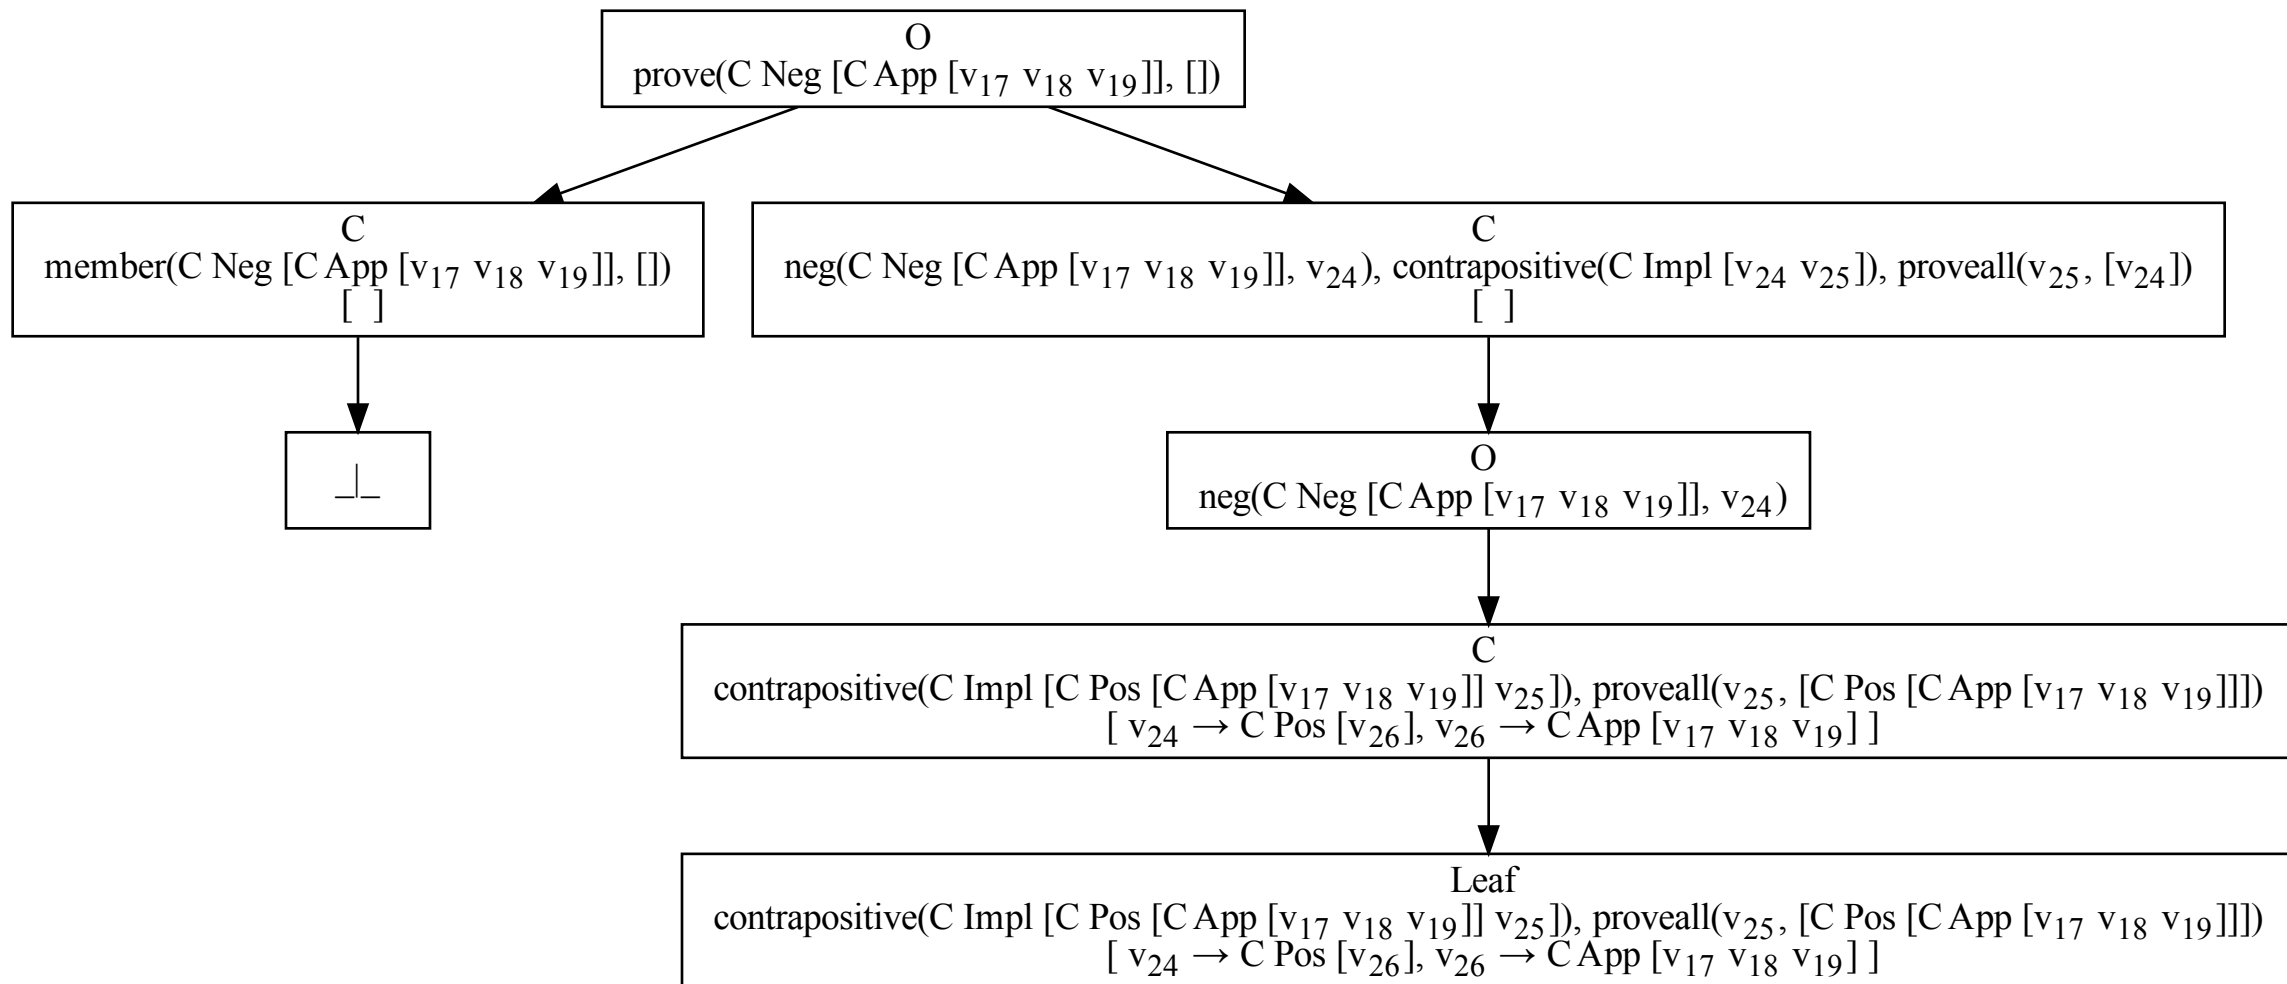 O
prove(C Neg [C App [v₁₇ v₁₈ v₁₉]], [])
C
member(C Neg [C App [v₁₇ v₁₈ v₁₉]], [])
[ ]
C
neg(C Neg [C App [v₁₇ v₁₈ v₁₉]], v₂₄), contrapositive(C Impl [v₂₄ v₂₅]), proveall(v₂₅, [v₂₄])
[ ]
_|_
O
neg(C Neg [C App [v₁₇ v₁₈ v₁₉]], v₂₄)
C
contrapositive(C Impl [C Pos [C App [v₁₇ v₁₈ v₁₉]] v₂₅]), proveall(v₂₅, [C Pos [C App [v₁₇ v₁₈ v₁₉]]])
[ v₂₄ → C Pos [v₂₆], v₂₆ → C App [v₁₇ v₁₈ v₁₉] ]
Leaf
contrapositive(C Impl [C Pos [C App [v₁₇ v₁₈ v₁₉]] v₂₅]), proveall(v₂₅, [C Pos [C App [v₁₇ v₁₈ v₁₉]]])
[ v₂₄ → C Pos [v₂₆], v₂₆ → C App [v₁₇ v₁₈ v₁₉] ]